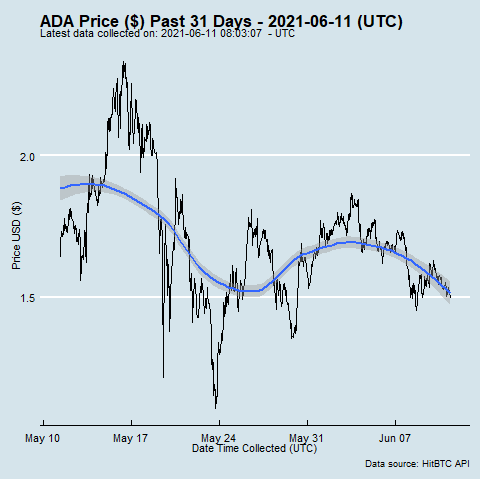 ADA Price ($) Past 31 Days - 2021-06-11 (UTC)
Latest data collected on: 2021-06-11 08:03:07 - UTC
2.0
1.5
Price USD ($)
May 10 May 17 May 24 May 31 Jun 07
Date Time Collected (UTC)
Data source: HitBTC API